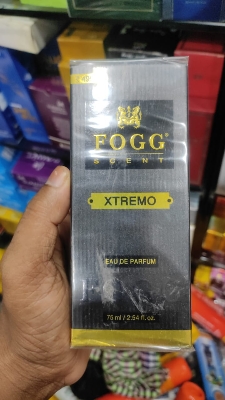 FOGG®
SCENT
XTREMO
EAU DE PARFUM
75 ml / 2.54 fl. oz.